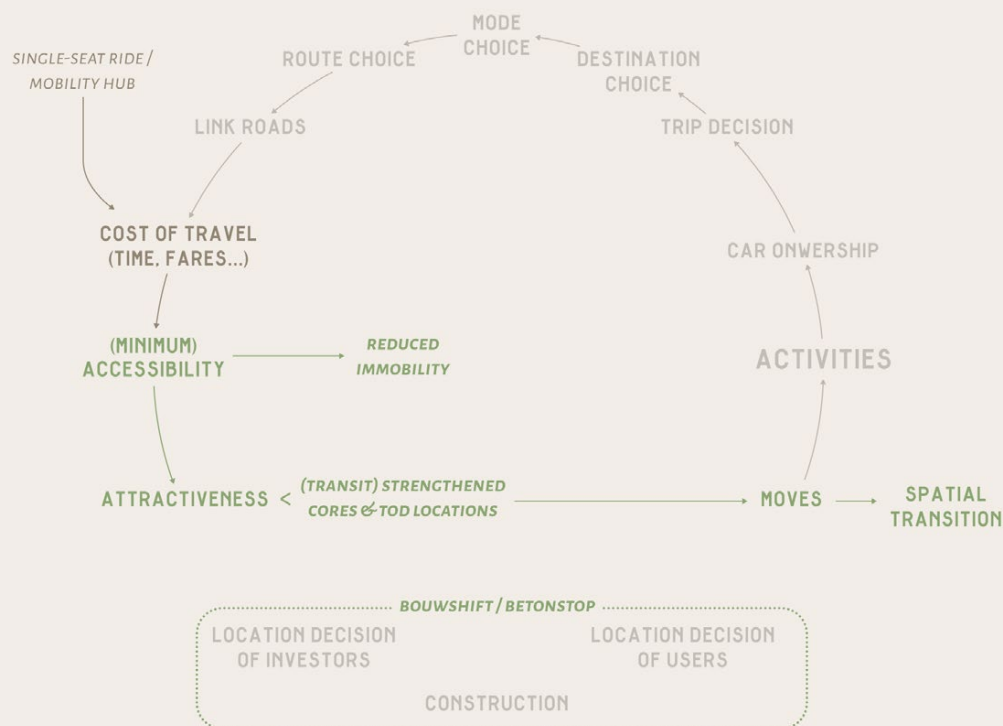 MODE
CHOICE
ROUTE CHOICE
DESTINATION
CHOICE
SINGLE-SEAT RIDE /
MOBILITY HUB
LINK ROADS
TRIP DECISION
COST OF TRAVEL
(TIME, FARES...)
CAR ONWERSHIP
(MINIMUM)
ACCESSIBILITY
REDUCED
IMMOBILITY
ACTIVITIES
ATTRACTIVENESS <
(TRANSIT) STRENGTHENED
CORES & TOD LOCATIONS
MOVES
SPATIAL
TRANSITION
BOUWSHIFT / BETONSTOP
LOCATION DECISION
OF INVESTORS
LOCATION DECISION
OF USERS
CONSTRUCTION